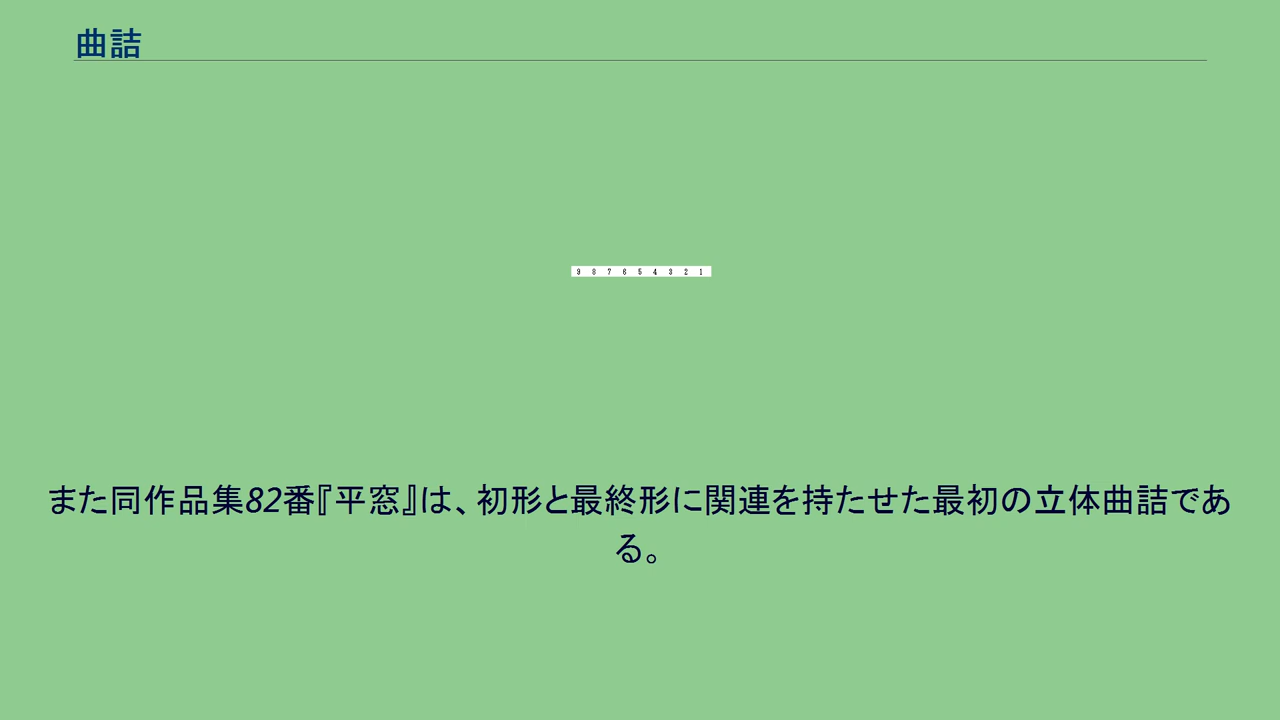 曲詰
9 8 7 6 5 4 3 2 1
また同作品集82番『平窓』は、初形と最終形に関連を持たせた最初の立体曲詰であ
る。